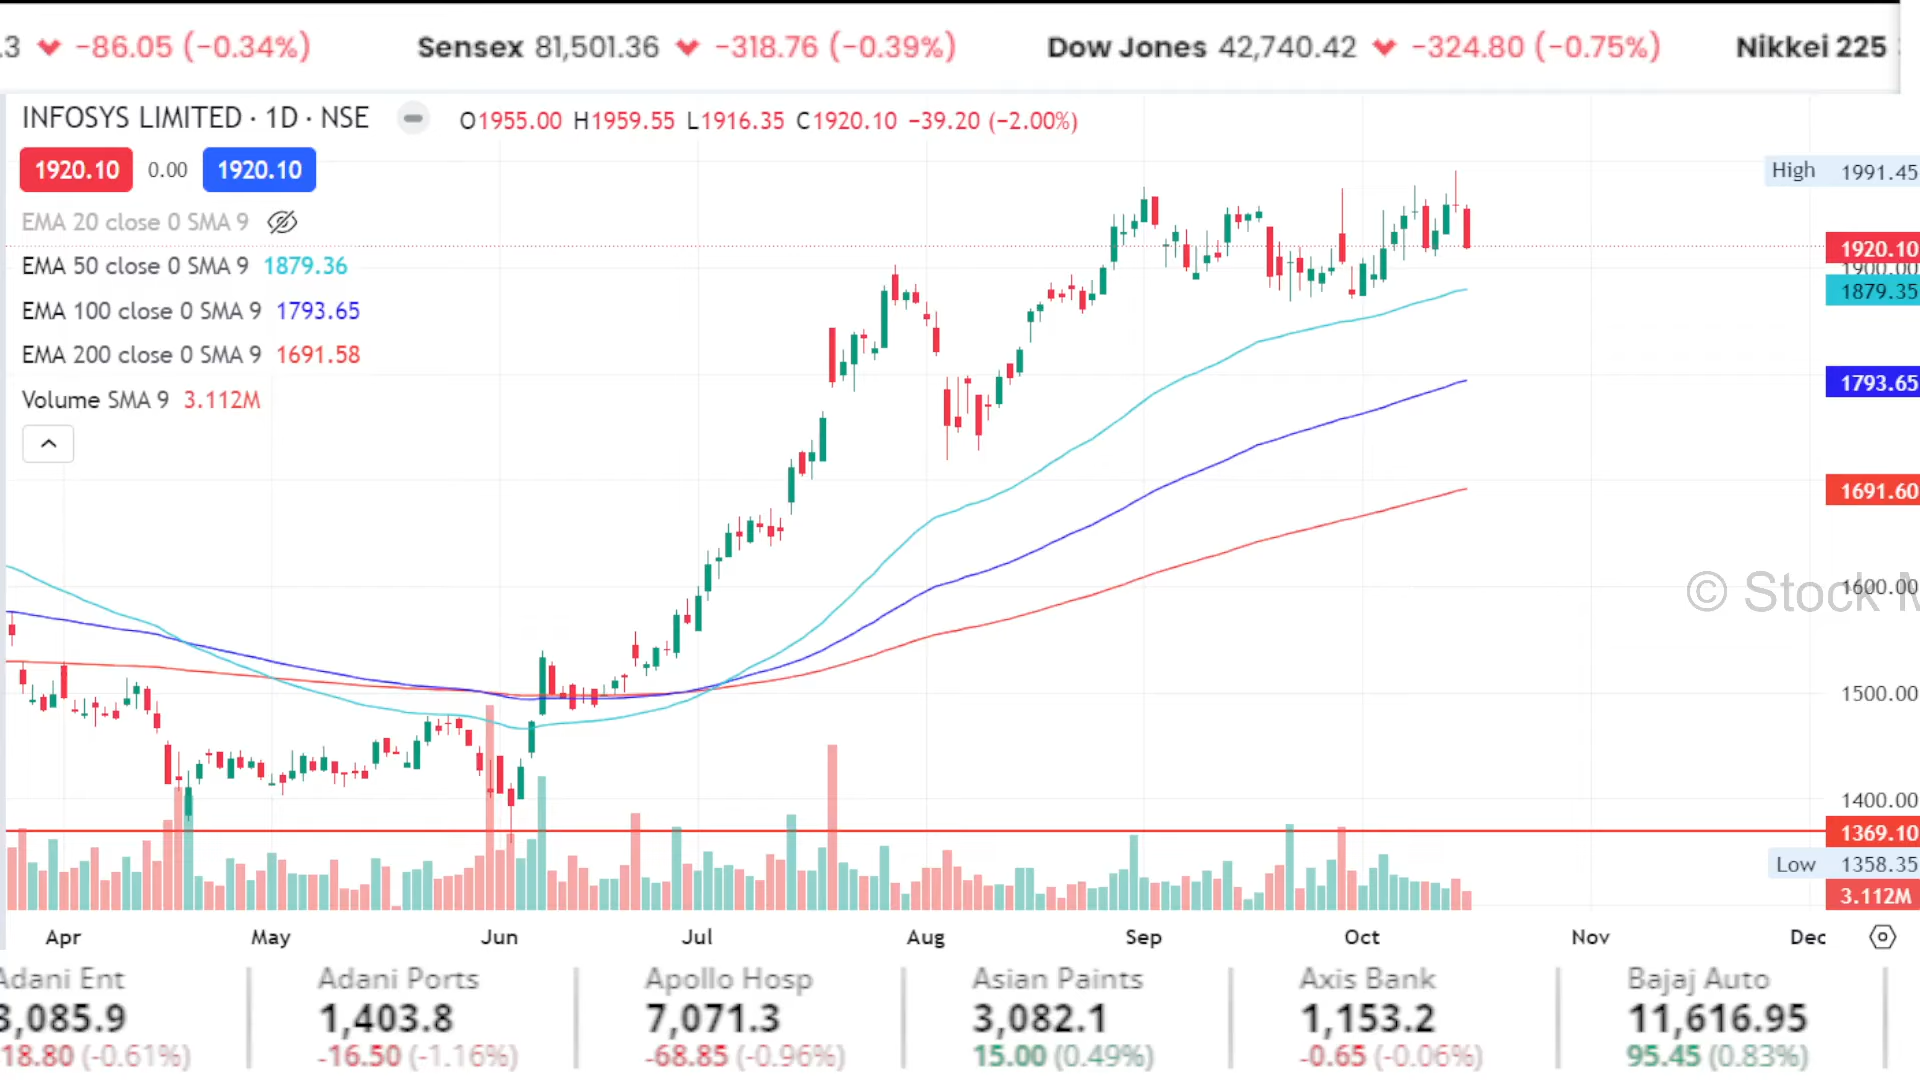 .3 −86.05 (−0.34%) Sensex 81,501.36 −318.76 (−0.39%) Dow Jones 42,740.42 −324.80 (−0.75%) Nikkei 225
INFOSYS LIMITED · 1D · NSE O1955.00 H1959.55 L1916.35 C1920.10 −39.20 (−2.00%)
1920.10 0.00 1920.10
High 1991.45
EMA 20 close 0 SMA 9
1920.10
EMA 50 close 0 SMA 9 1879.36
1900.00
1879.35
EMA 100 close 0 SMA 9 1793.65
EMA 200 close 0 SMA 9 1691.58
1793.65
Volume SMA 9 3.112M
1691.60
1600.00
© Stock
1500.00
1400.00
1369.10
Low 1358.35
3.112M
Apr May Jun Jul Aug Sep Oct Nov Dec
Adani Ent Adani Ports Apollo Hosp Asian Paints Axis Bank Bajaj Auto
3,085.9 1,403.8 7,071.3 3,082.1 1,153.2 11,616.95
18.80 (-0.61%) -16.50 (-1.16%) -68.85 (-0.96%) 15.00 (0.49%) -0.65 (-0.06%) 95.45 (0.83%)